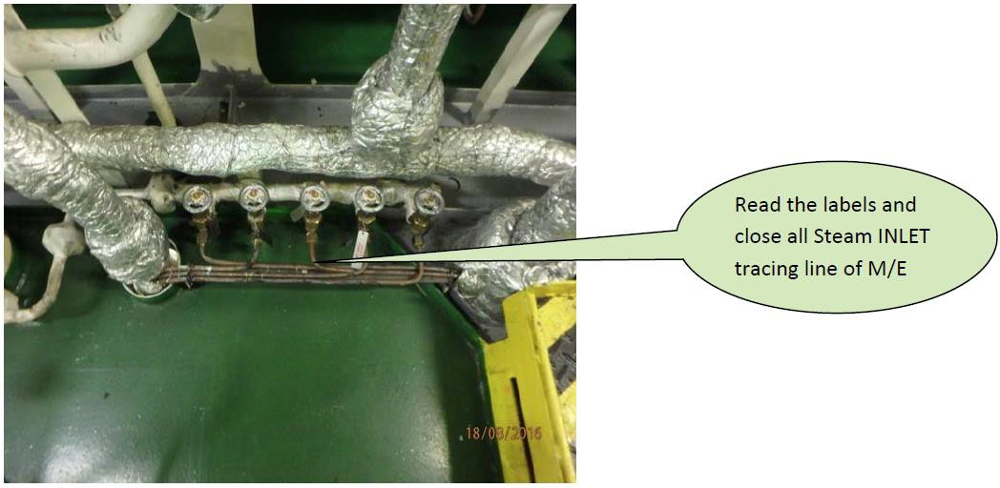 Read the labels and
close all Steam INLET
tracing line of M/E
18/08/2016